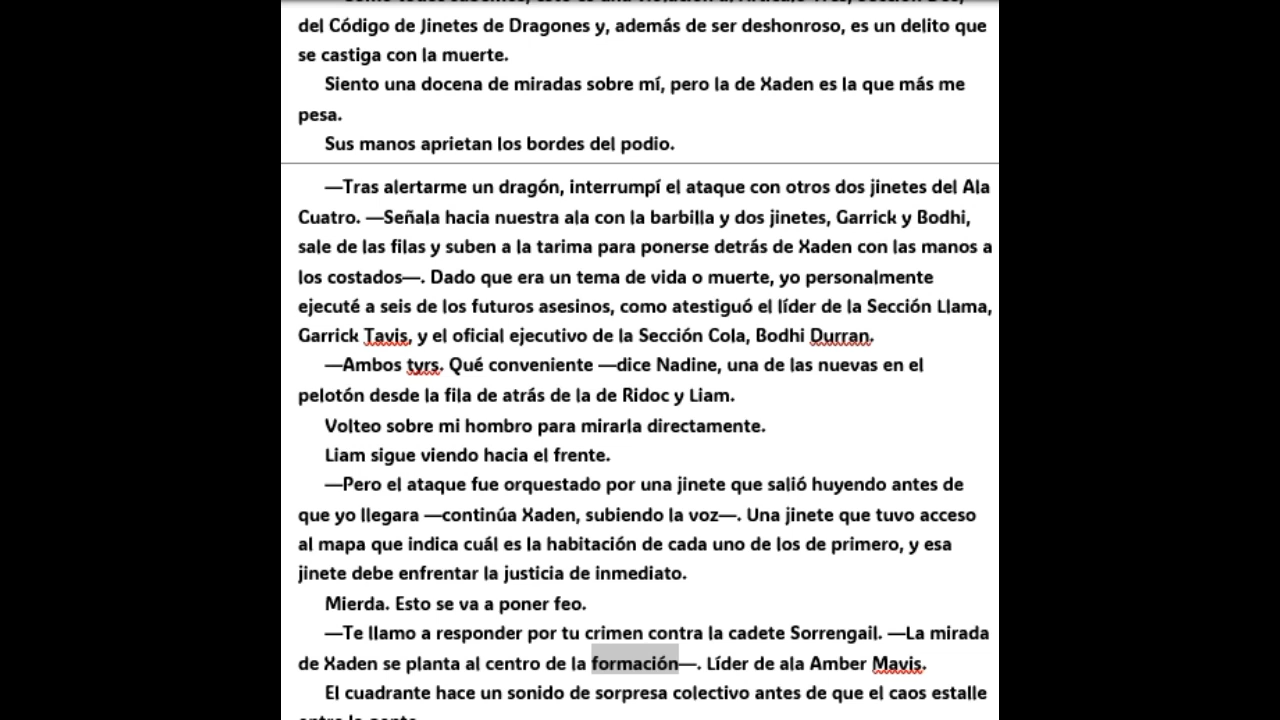 del Código de Jinetes de Dragones y, además de ser deshonroso, es un delito que
se castiga con la muerte.
Siento una docena de miradas sobre mí, pero la de Xaden es la que más me
pesa.
Sus manos aprietan los bordes del podio.
—Tras alertarme un dragón, interrumpí el ataque con otros dos jinetes del Ala
Cuatro. —Señala hacia nuestra ala con la barbilla y dos jinetes, Garrick y Bodhi,
sale de las filas y suben a la tarima para ponerse detrás de Xaden con las manos a
los costados—. Dado que era un tema de vida o muerte, yo personalmente
ejecuté a seis de los futuros asesinos, como atestiguó el líder de la Sección Llama,
Garrick Tavis, y el oficial ejecutivo de la Sección Cola, Bodhi Durran.
—Ambos tyrs. Qué conveniente —dice Nadine, una de las nuevas en el
pelotón desde la fila de atrás de la de Ridoc y Liam.
Volteo sobre mi hombro para mirarla directamente.
Liam sigue viendo hacia el frente.
—Pero el ataque fue orquestado por una jinete que salió huyendo antes de
que yo llegara —continúa Xaden, subiendo la voz—. Una jinete que tuvo acceso
al mapa que indica cuál es la habitación de cada uno de los de primero, y esa
jinete debe enfrentar la justicia de inmediato.
Mierda. Esto se va a poner feo.
—Te llamo a responder por tu crimen contra la cadete Sorrengail. —La mirada
de Xaden se planta al centro de la formación—. Líder de ala Amber Mavis.
El cuadrante hace un sonido de sorpresa colectivo antes de que el caos estalle